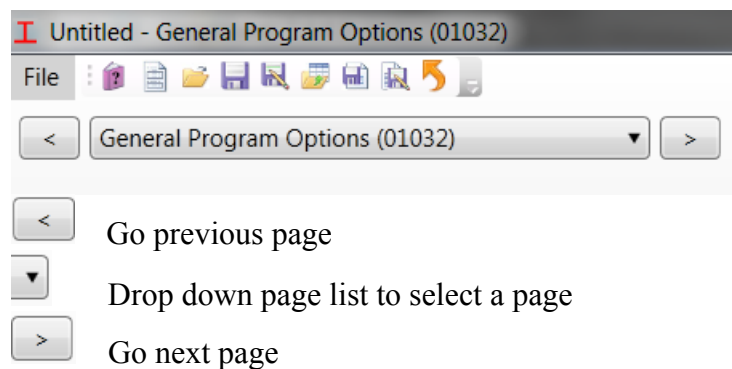 Untitled - General Program Options (01032)
File
< General Program Options (01032) ▼ >
< Go previous page
▼ Drop down page list to select a page
> Go next page